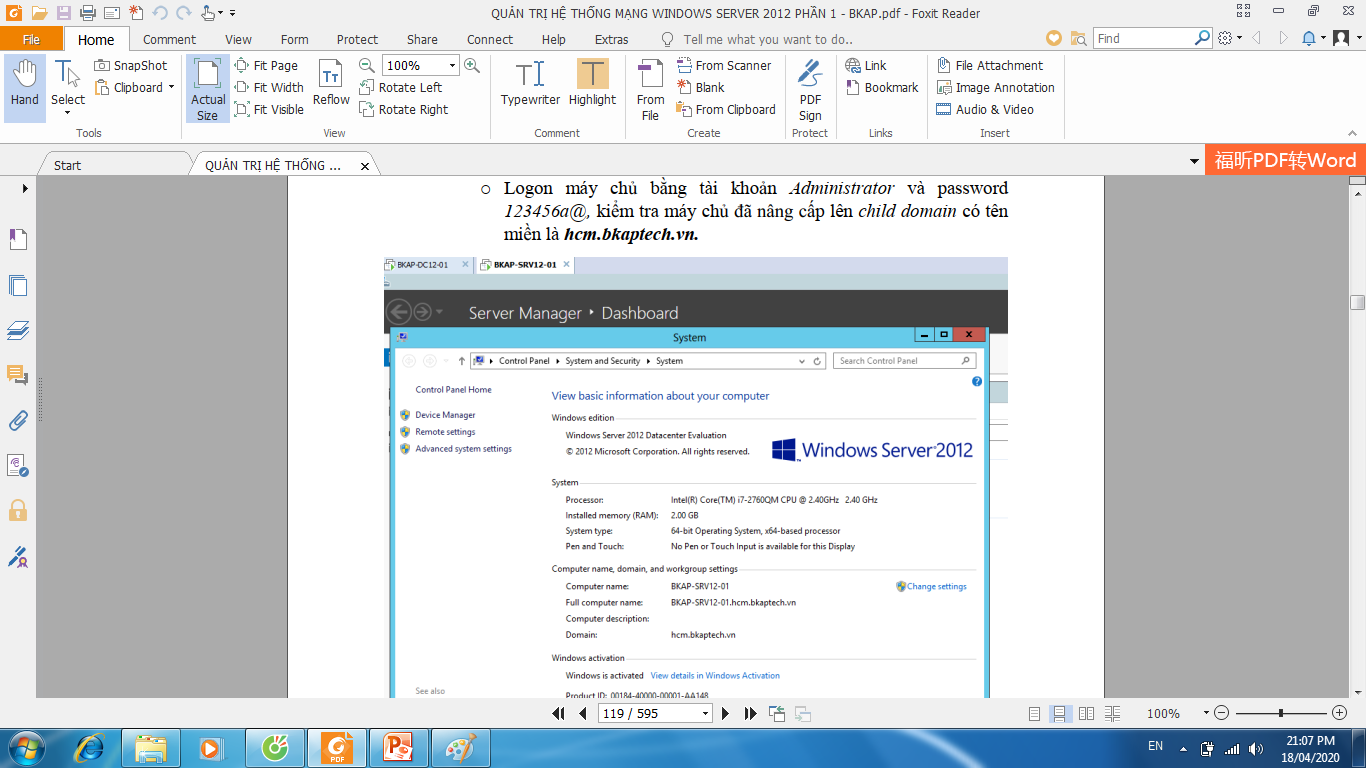 QUẢN TRỊ HỆ THỐNG MẠNG WINDOWS SERVER 2012 PHẦN 1 - BKAP.pdf - Foxit Reader
File Home Comment View Form Protect Share Connect Help Extras Tell me what you want to do.. Find
Hand
Select
SnapShot
Clipboard
Tools
Actual Size
Fit Page
Fit Width
Fit Visible
Reflow
100%
Rotate Left
Rotate Right
View
Typewriter
Highlight
Comment
From File
From Scanner
Blank
From Clipboard
Create
PDF Sign
Protect
Link
Bookmark
Links
File Attachment
Image Annotation
Audio & Video
Insert
Start
QUẢN TRỊ HỆ THỐNG ...
福昕PDF转Word
o Logon máy chủ bằng tài khoản Administrator và password
123456a@, kiểm tra máy chủ đã nâng cấp lên child domain có tên
miền là hcm.bkaptech.vn.
BKAP-DC12-01 BKAP-SRV12-01
Server Manager Dashboard
System
Control Panel System and Security System Search Control Panel
Control Panel Home
Device Manager
Remote settings
Advanced system settings
See also
View basic information about your computer
Windows edition
Windows Server 2012 Datacenter Evaluation
© 2012 Microsoft Corporation. All rights reserved.
Windows Server 2012
System
Processor: Intel(R) Core(TM) i7-2760QM CPU @ 2.40GHz 2.40 GHz
Installed memory (RAM): 2.00 GB
System type: 64-bit Operating System, x64-based processor
Pen and Touch: No Pen or Touch Input is available for this Display
Computer name, domain, and workgroup settings
Computer name: BKAP-SRV12-01 Change settings
Full computer name: BKAP-SRV12-01.hcm.bkaptech.vn
Computer description:
Domain: hcm.bkaptech.vn
Windows activation
Windows is activated View details in Windows Activation
Product ID: 00184-40000-00001-AA148
119 / 595
100%
EN
21:07 PM
18/04/2020